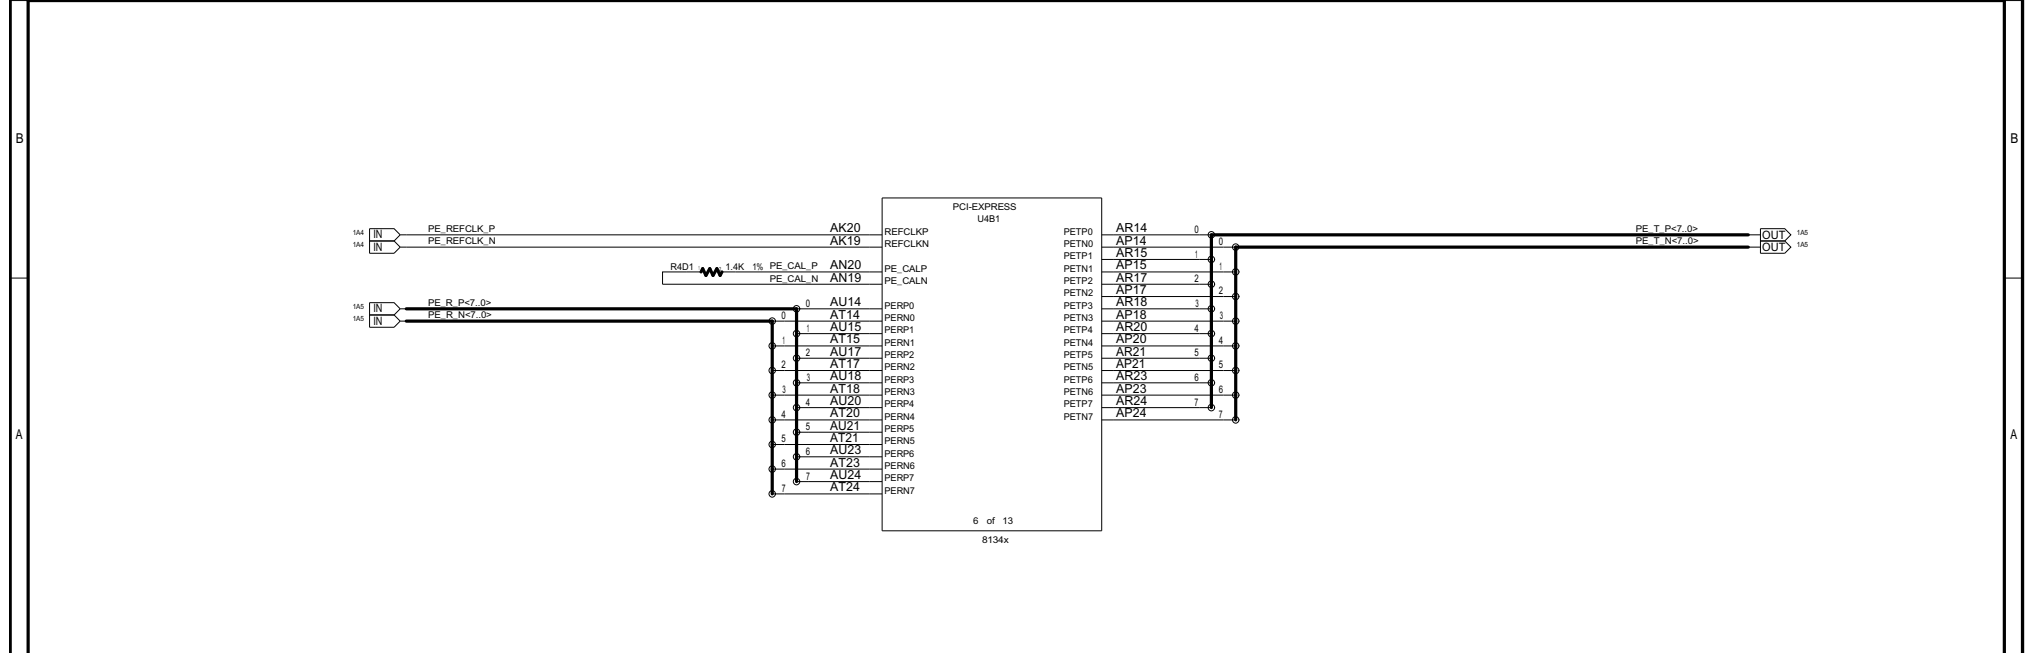 B
B
PCI-EXPRESS
U4B1
1A4 IN PE_REFCLK_P AK20 REFCLKP
1A4 IN PE_REFCLK_N AK19 REFCLKN
R4D1 1.4K 1% PE_CAL_P AN20 PE_CALP
PE_CAL_N AN19 PE_CALN
1A5 IN PE_R_P<7..0> 0 AU14 PERP0
1A5 IN PE_R_N<7..0> 0 AT14 PERN0
1 AU15 PERP1
1 AT15 PERN1
2 AU17 PERP2
2 AT17 PERN2
3 AU18 PERP3
3 AT18 PERN3
4 AU20 PERP4
4 AT20 PERN4
5 AU21 PERP5
5 AT21 PERN5
6 AU23 PERP6
6 AT23 PERN6
7 AU24 PERP7
7 AT24 PERN7
PETP0 AR14 0 PE_T_P<7..0> OUT 1A5
PETN0 AP14 0 PE_T_N<7..0> OUT 1A5
PETP1 AR15 1
PETN1 AP15 1
PETP2 AR17 2
PETN2 AP17 2
PETP3 AR18 3
PETN3 AP18 3
PETP4 AR20 4
PETN4 AP20 4
PETP5 AR21 5
PETN5 AP21 5
PETP6 AR23 6
PETN6 AP23 6
PETP7 AR24 7
PETN7 AP24 7
A
A
6 of 13
8134x